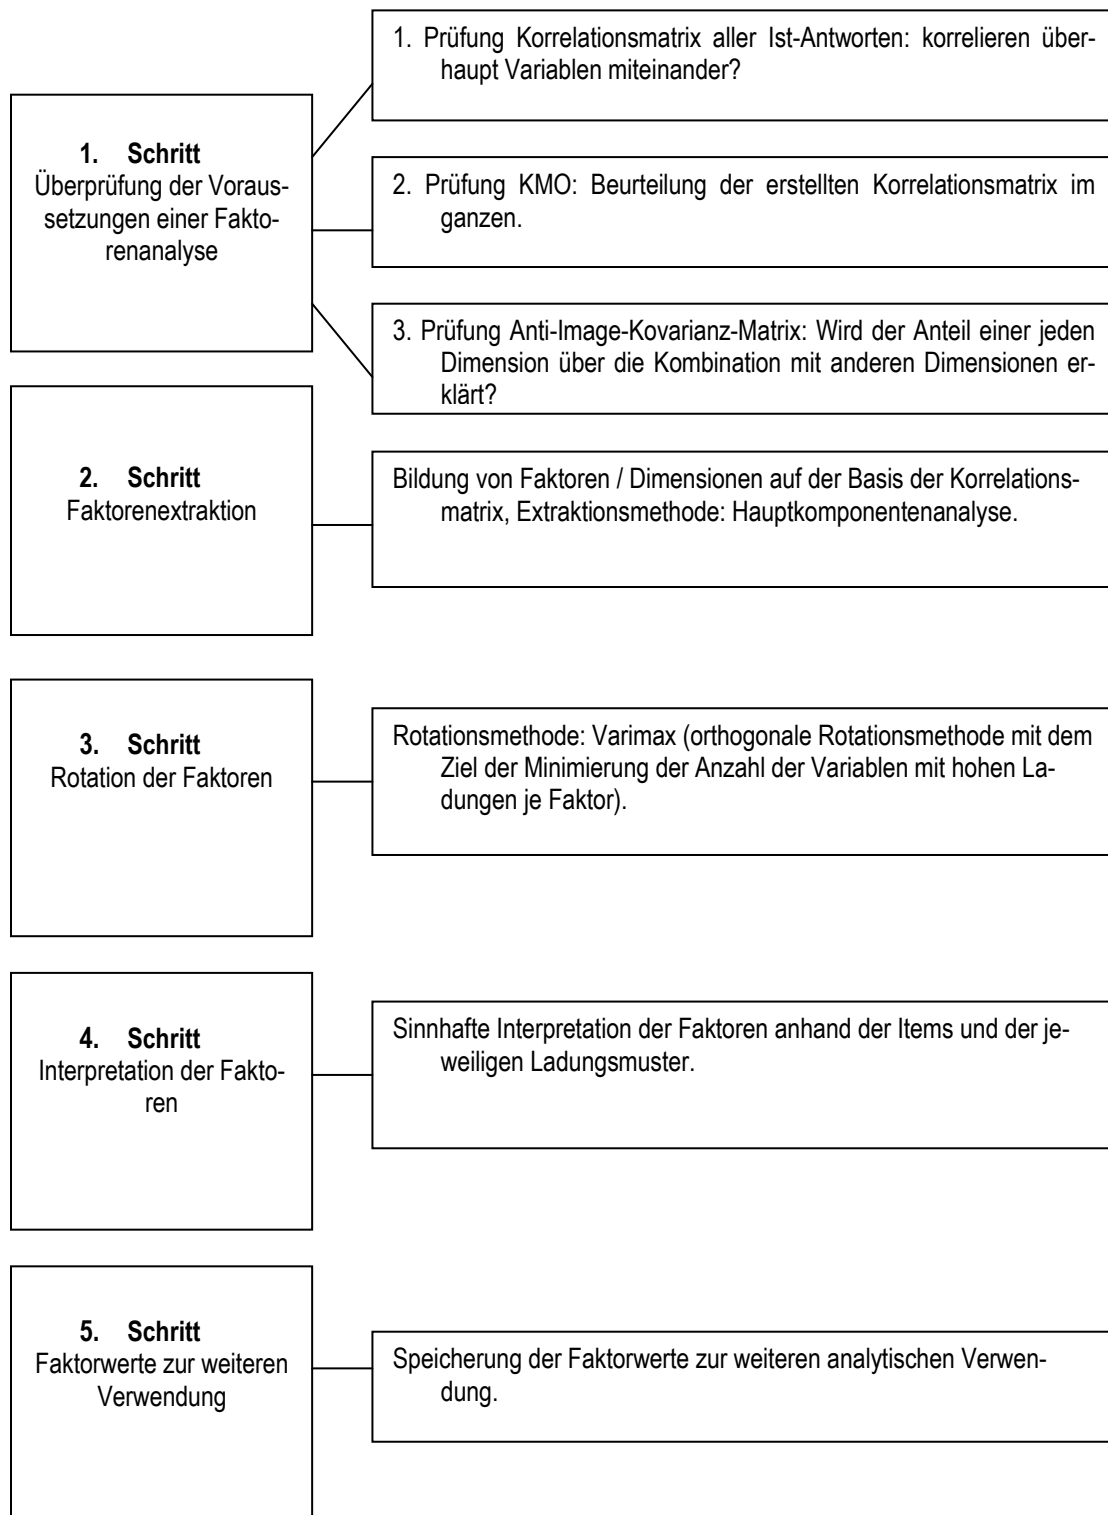 1. Prüfung Korrelationsmatrix aller Ist-Antworten: korrelieren über-
haupt Variablen miteinander?
1. Schritt
Überprüfung der Voraus-
setzungen einer Fakto-
renanalyse
2. Prüfung KMO: Beurteilung der erstellten Korrelationsmatrix im
ganzen.
3. Prüfung Anti-Image-Kovarianz-Matrix: Wird der Anteil einer jeden
Dimension über die Kombination mit anderen Dimensionen er-
klärt?
2. Schritt
Faktorenextraktion
Bildung von Faktoren / Dimensionen auf der Basis der Korrelations-
matrix, Extraktionsmethode: Hauptkomponentenanalyse.
3. Schritt
Rotation der Faktoren
Rotationsmethode: Varimax (orthogonale Rotationsmethode mit dem
Ziel der Minimierung der Anzahl der Variablen mit hohen La-
dungen je Faktor).
4. Schritt
Interpretation der Fakto-
ren
Sinnhafte Interpretation der Faktoren anhand der Items und der je-
weiligen Ladungsmuster.
5. Schritt
Faktorwerte zur weiteren
Verwendung
Speicherung der Faktorwerte zur weiteren analytischen Verwen-
dung.